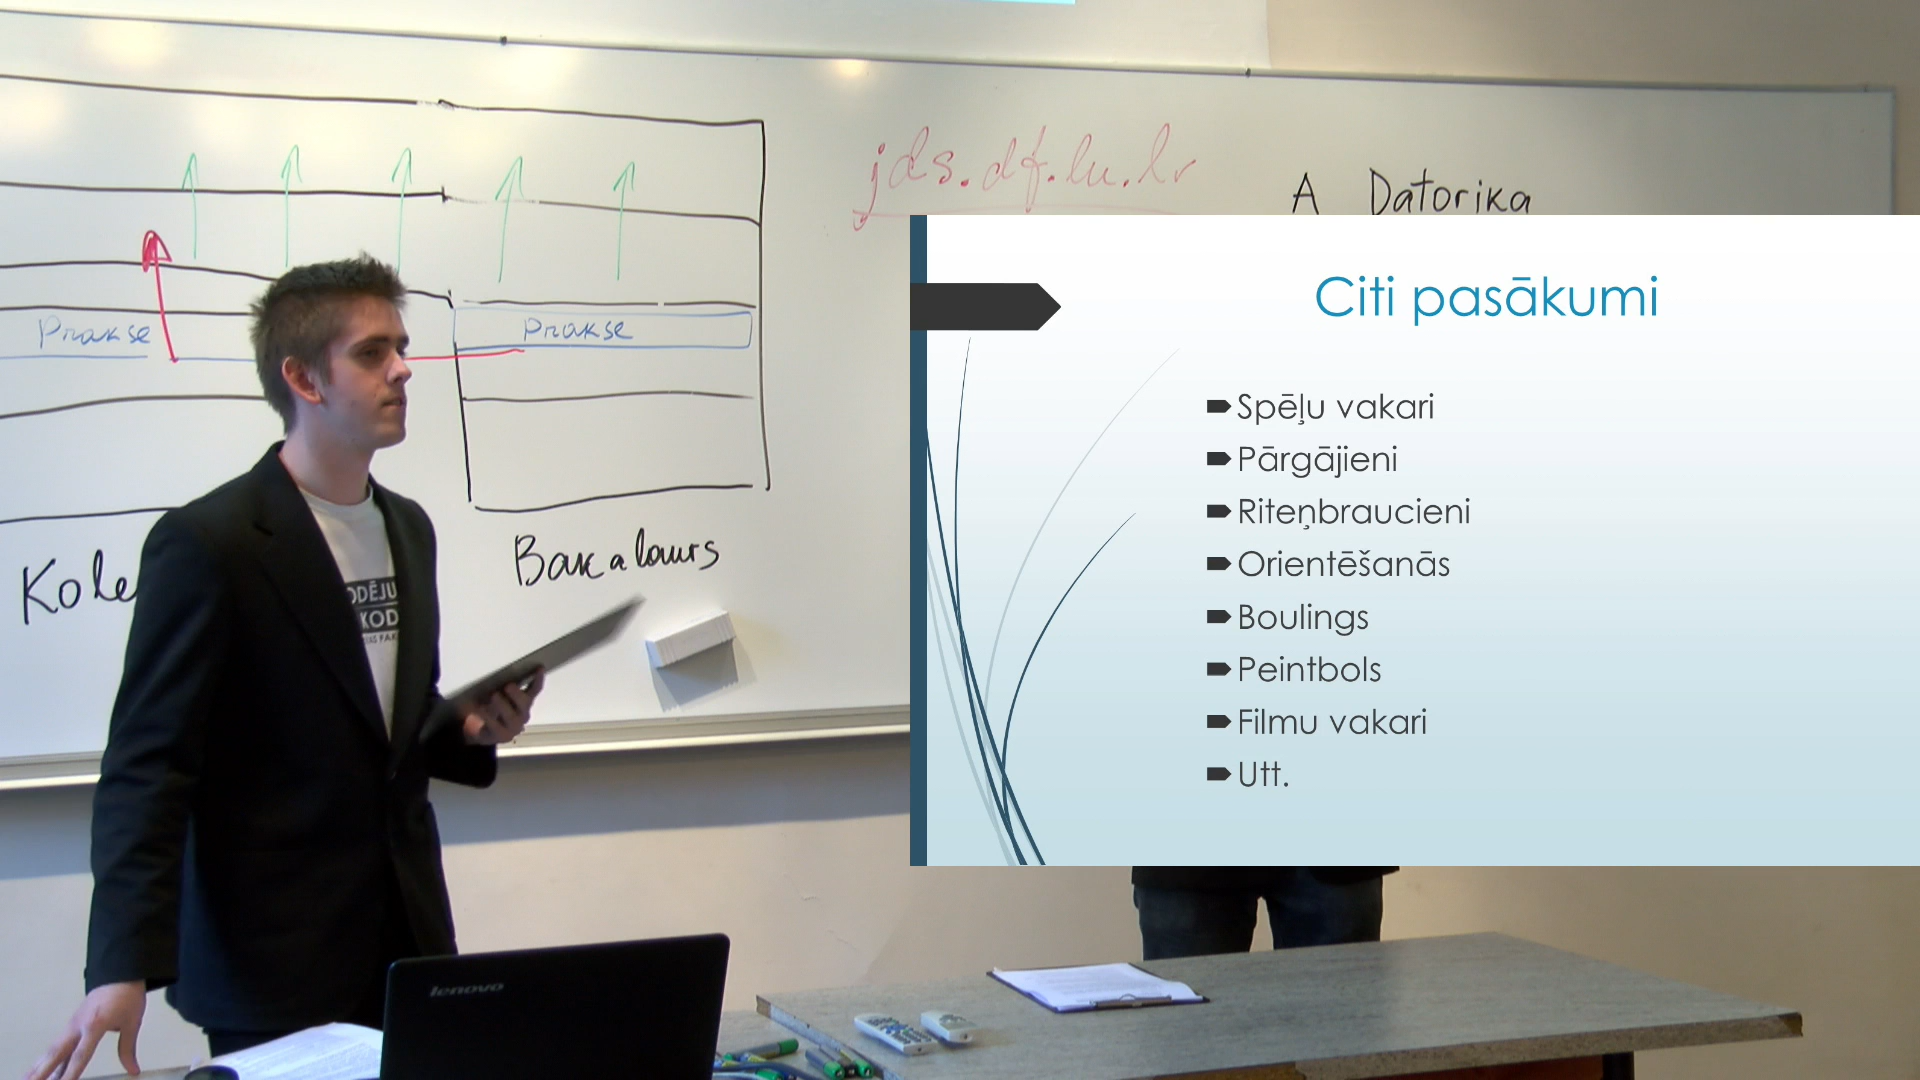 jds.df.lu.lv
A Datorika
Prakse
Prakse
Bakalaurs
Citi pasākumi
Spēļu vakari
Pārgājieni
Riteņbraucieni
Orientēšanās
Boulings
Peintbols
Filmu vakari
Utt.
lenovo